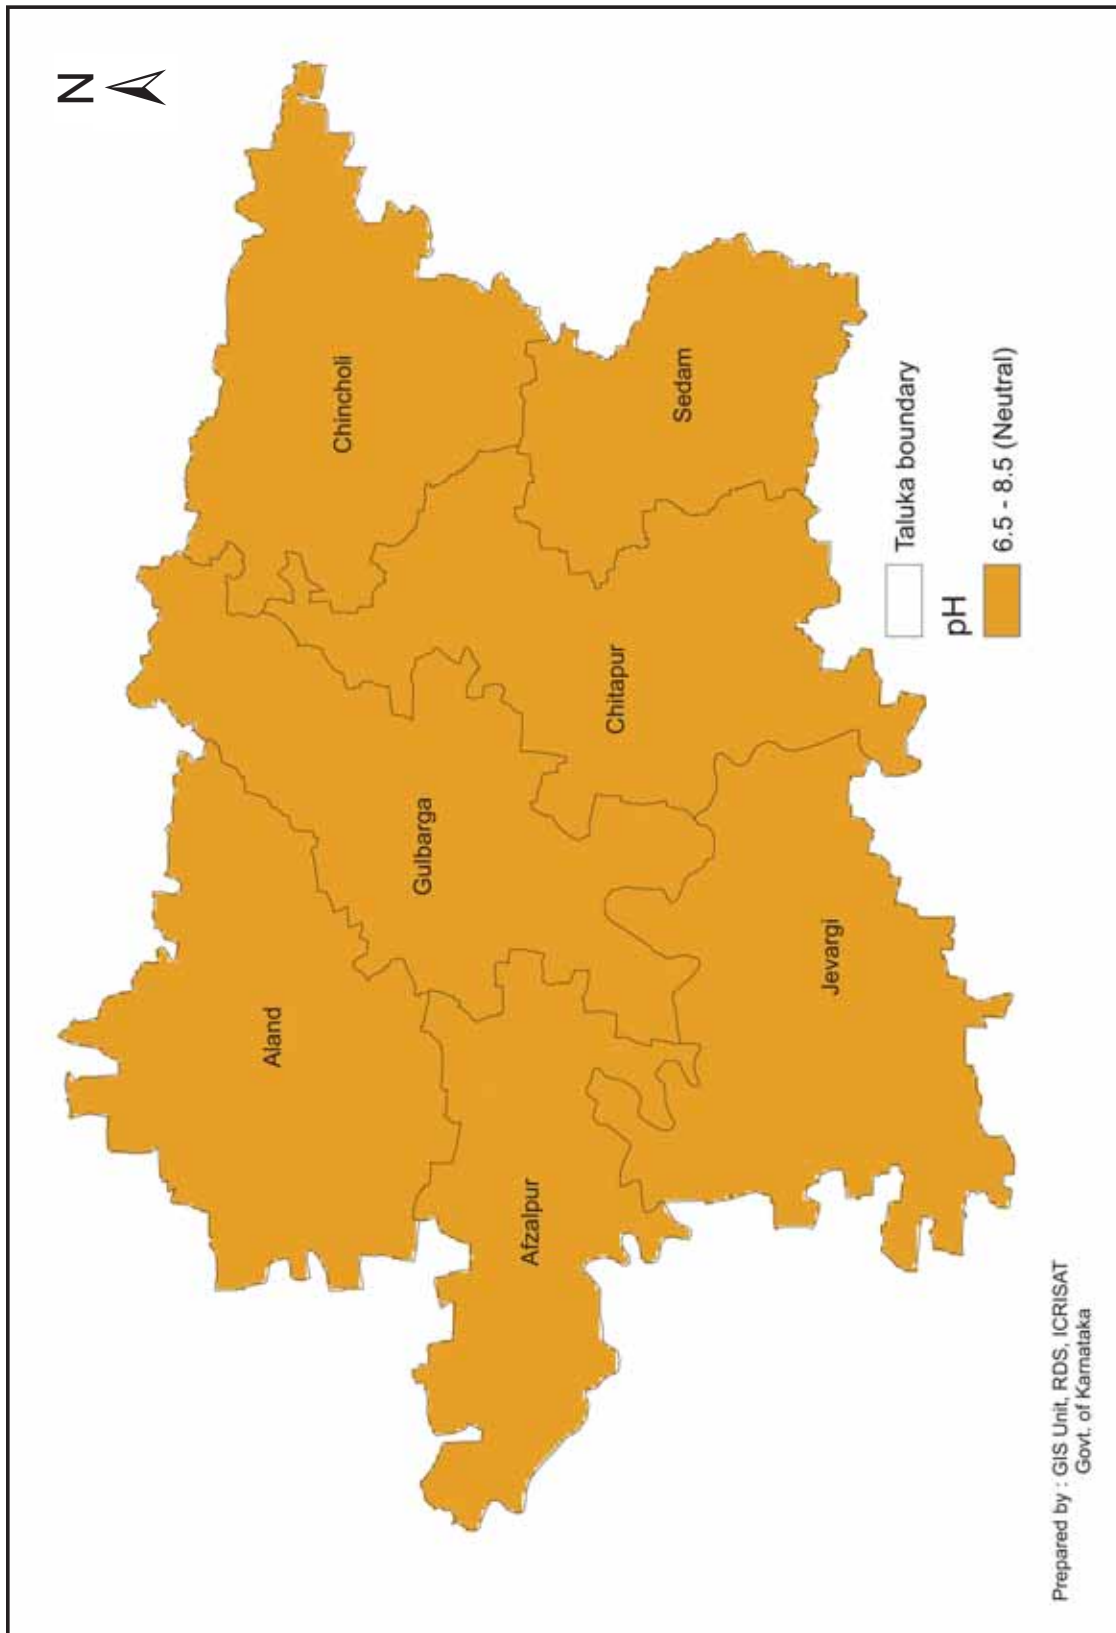 N
Chincholi
Aland
Gulbarga
Sedam
Afzalpur
Chitapur
Jevargi
Taluka boundary
pH
6.5 - 8.5 (Neutral)
Prepared by : GIS Unit, RDS, ICRISAT
Govt. of Karnataka